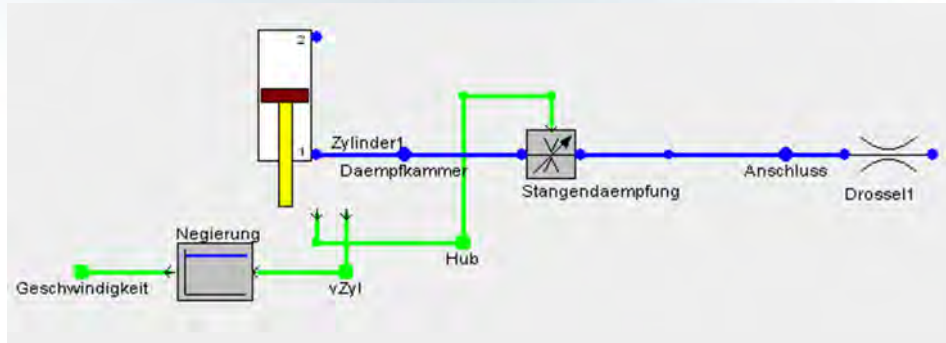 2
1
Zylinder1
Daempfkammer
Stangendaempfung
Anschluss
Drossel1
Negierung
Hub
Geschwindigkeit
vZyl